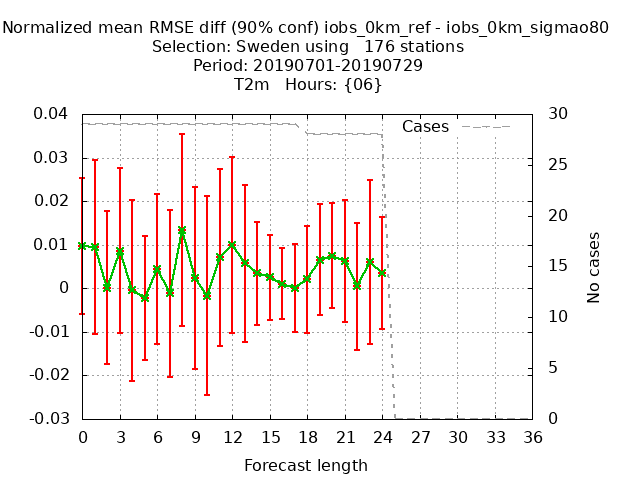 Normalized mean RMSE diff (90% conf) iobs_0km_ref - iobs_0km_sigmao80
Selection: Sweden using   176 stations
Period: 20190701-20190729
T2m   Hours: {06}
Cases
0.04
0.03
0.02
0.01
0
-0.01
-0.02
-0.03
30
25
20
15
10
5
0
No cases
0 3 6 9 12 15 18 21 24 27 30 33 36
Forecast length